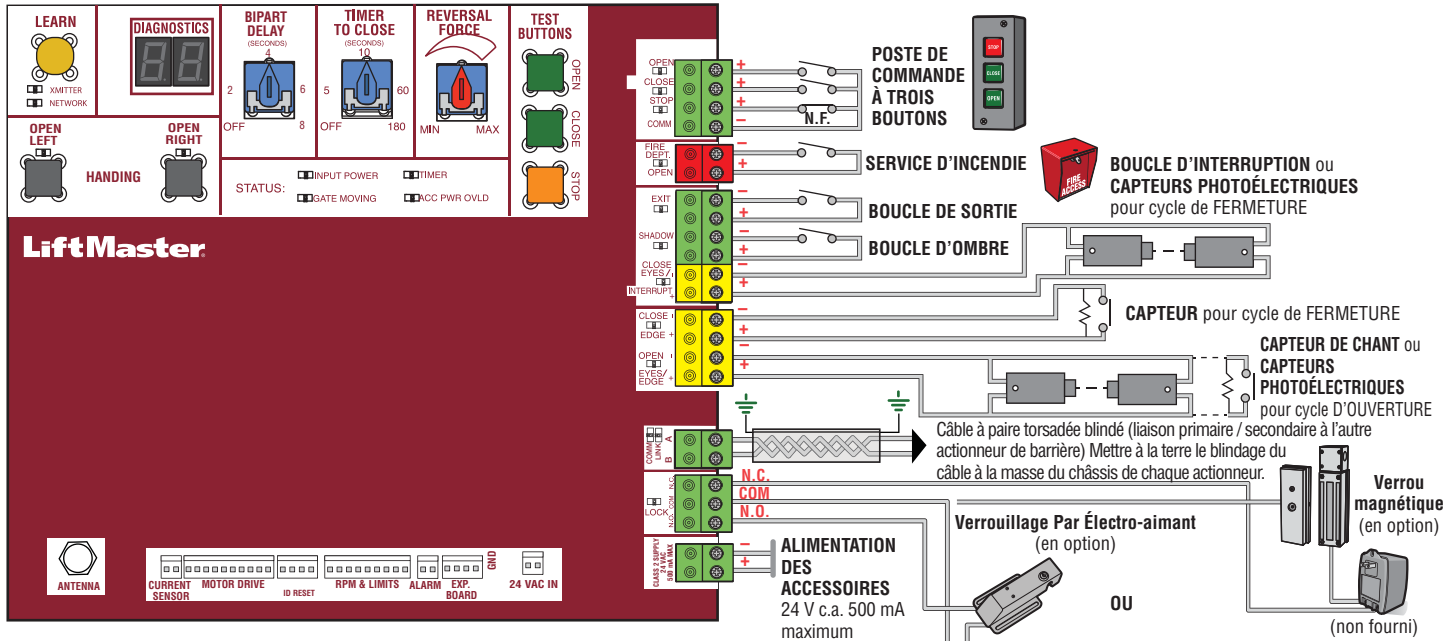 LEARN
XMITTER
NETWORK
DIAGNOSTICS
BIPART
DELAY
(SECONDS)
4
2
6
OFF
8
TIMER
TO CLOSE
(SECONDS)
10
5
60
OFF
180
REVERSAL
FORCE
MIN
MAX
TEST
BUTTONS
OPEN
CLOSE
STOP
OPEN
LEFT
HANDING
OPEN
RIGHT
STATUS:
INPUT POWER
TIMER
GATE MOVING
ACC PWR OVLD
LiftMaster
OPEN
CLOSE
STOP
COMM
+
+
+
−
N.F.
POSTE DE
COMMANDE
À TROIS
BOUTONS
STOP
CLOSE
OPEN
FIRE
DEPT.
OPEN
−
+
SERVICE D'INCENDIE
FIRE
ACCESS
BOUCLE D'INTERRUPTION ou
CAPTEURS PHOTOÉLECTRIQUES
pour cycle de FERMETURE
EXIT
−
+
BOUCLE DE SORTIE
SHADOW
−
+
BOUCLE D'OMBRE
CLOSE
EYES/
INTERRUPT
−
+
CLOSE
EDGE
−
+
CAPTEUR pour cycle de FERMETURE
OPEN
EYES/
EDGE
−
+
CAPTEUR DE CHANT ou
CAPTEURS
PHOTOÉLECTRIQUES
pour cycle D'OUVERTURE
COMM
LINK
A
B
Câble à paire torsadée blindé (liaison primaire / secondaire à l'autre
actionneur de barrière) Mettre à la terre le blindage du
câble à la masse du châssis de chaque actionneur.
LOCK
N.C.
COM
N.O.
N.C.
COM
N.O.
Verrou
magnétique
(en option)
Verrouillage Par Électro-aimant
(en option)
OU
(non fourni)
CLASS 2 SUPPLY
24 VAC
500 mA MAX
−
+
ALIMENTATION
DES
ACCESSOIRES
24 V c.a. 500 mA
maximum
ANTENNA
CURRENT
SENSOR
MOTOR DRIVE
ID RESET
RPM & LIMITS
ALARM
EXP.
BOARD
GND
24 VAC IN